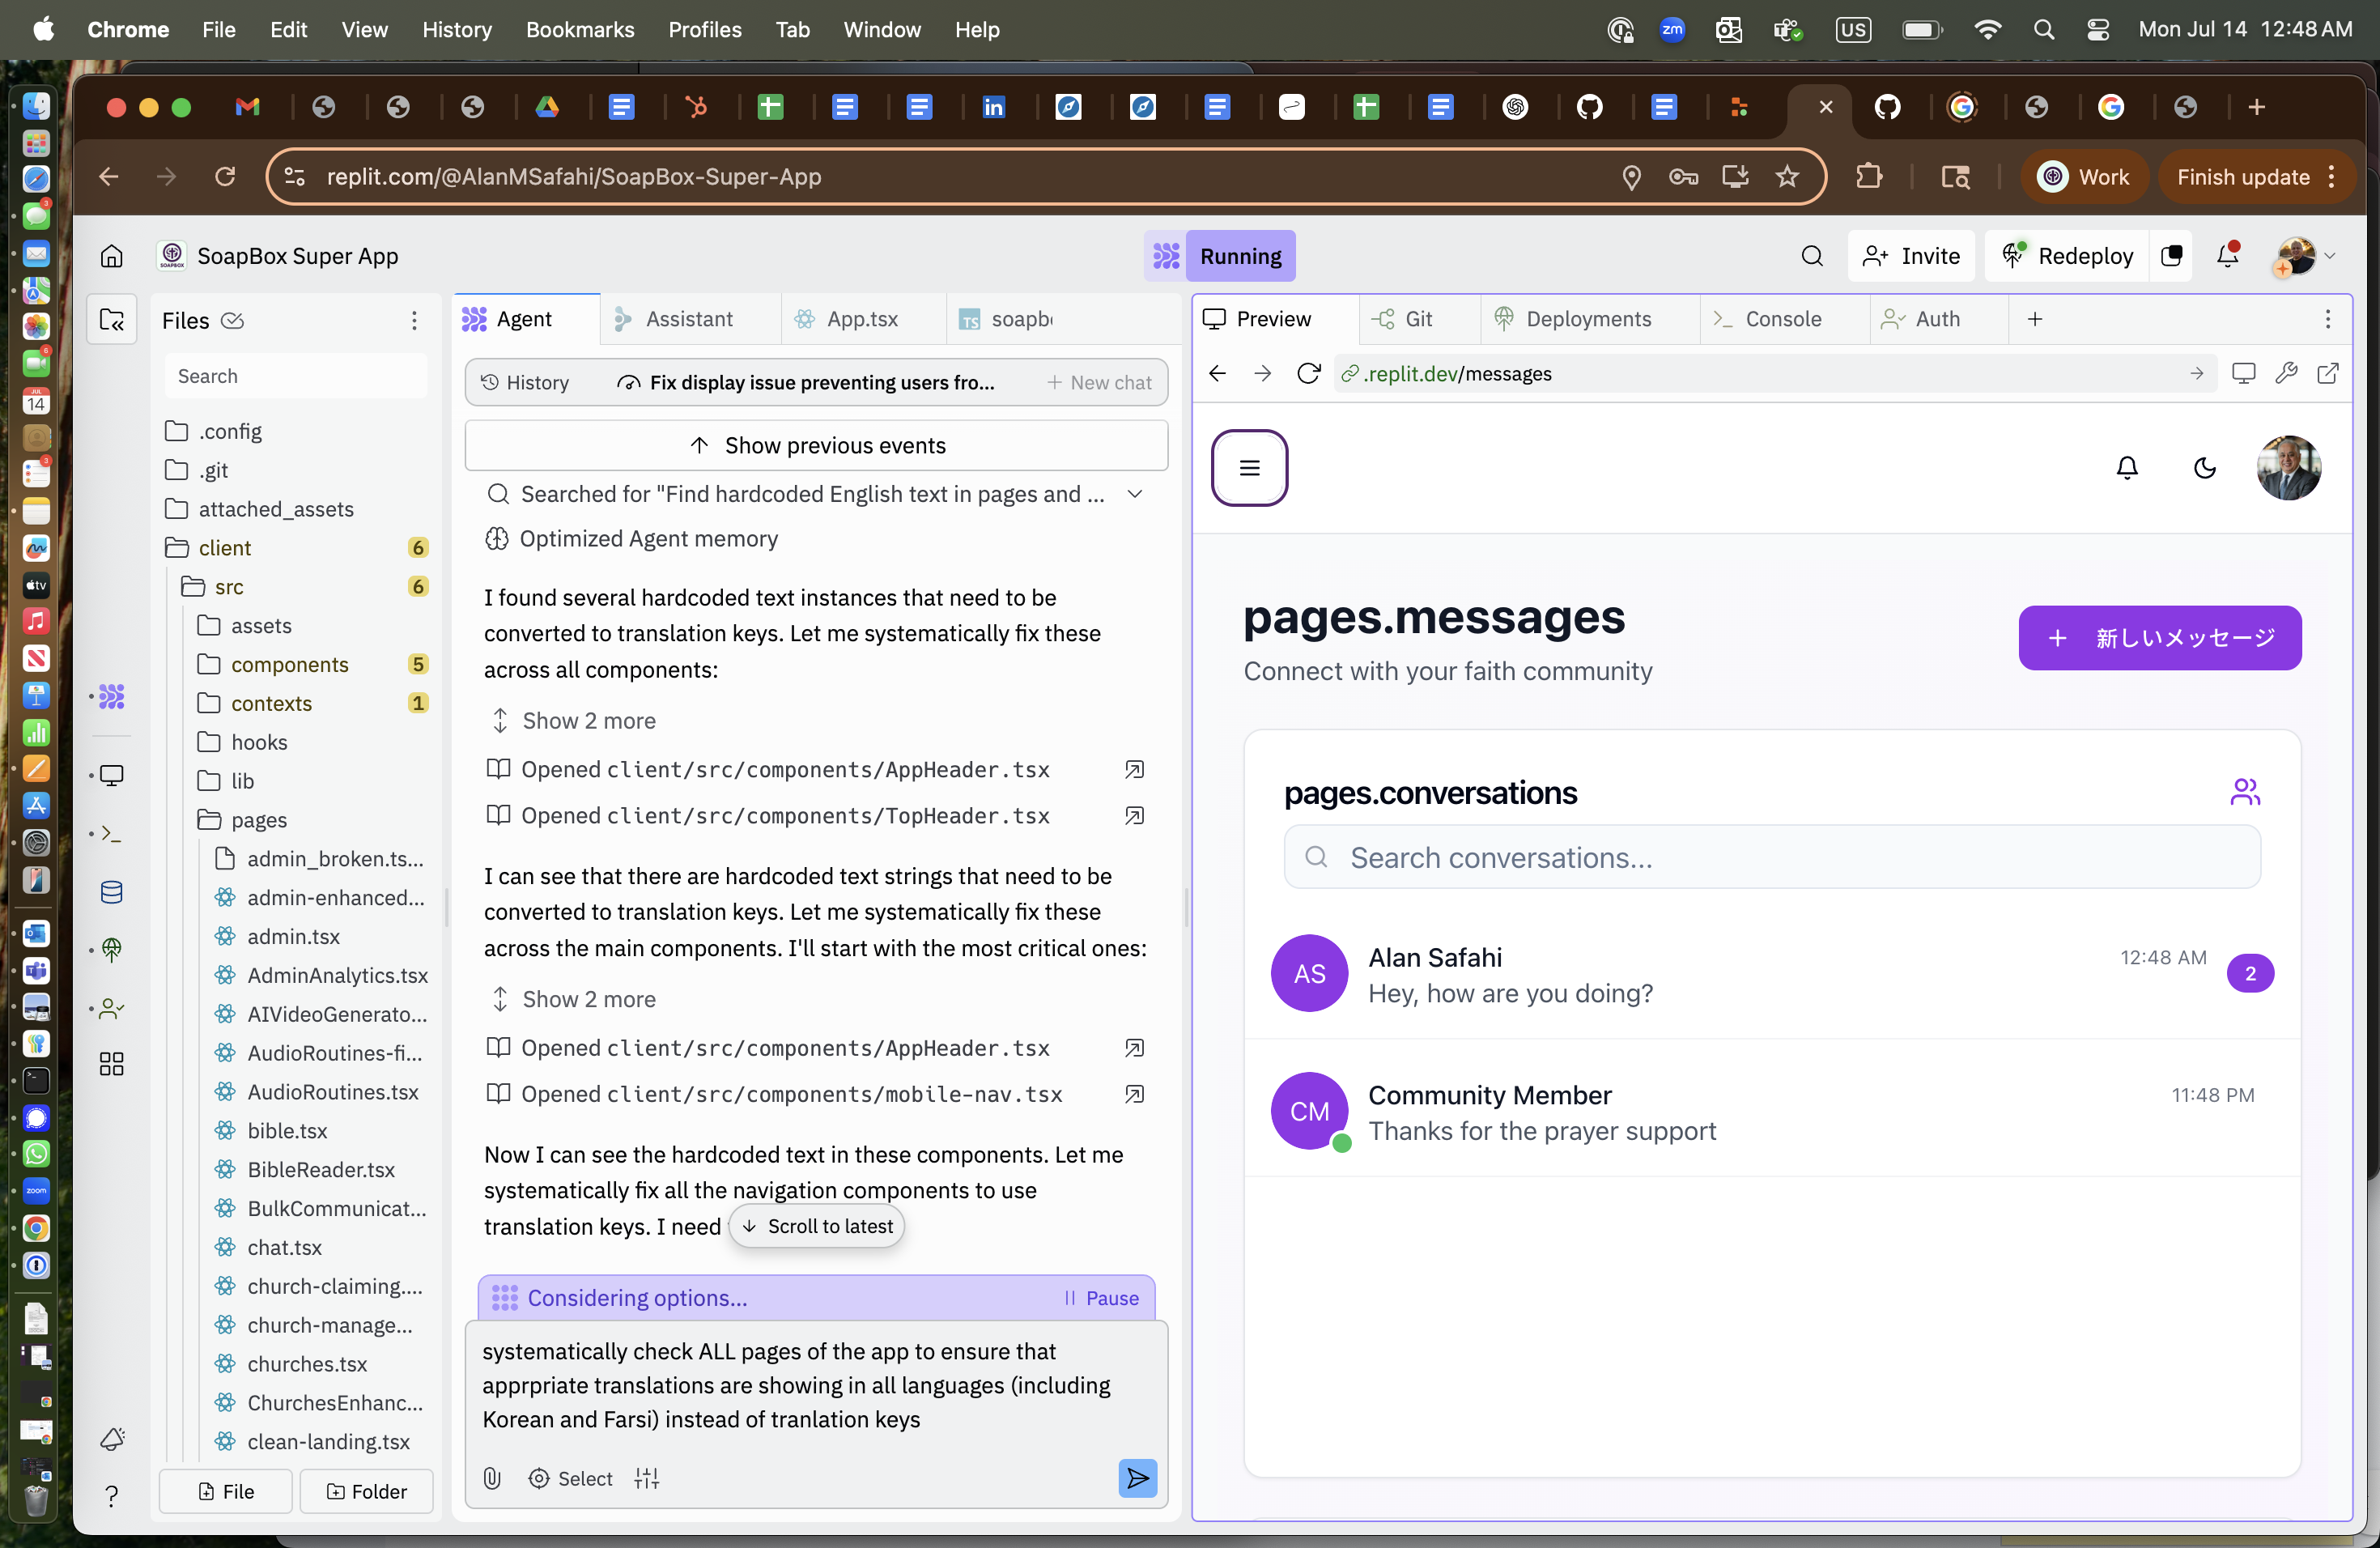 Chrome File Edit View History Bookmarks Profiles Tab Window Help
zm US Mon Jul 14 12:48 AM
replit.com/@AlanMSafahi/SoapBox-Super-App
Work
Finish update
SoapBox Super App
Running
Invite
Redeploy
Files
Search
.config
.git
attached_assets
client 6
src 6
assets
components 5
contexts 1
hooks
lib
pages
admin_broken.ts...
admin-enhanced...
admin.tsx
AdminAnalytics.tsx
AIVideoGenerato...
AudioRoutines-fi...
AudioRoutines.tsx
bible.tsx
BibleReader.tsx
BulkCommunicat...
chat.tsx
church-claiming....
church-manage...
churches.tsx
ChurchesEnhanc...
clean-landing.tsx
File
Folder
Agent
Assistant
App.tsx
TS soapb
History
Fix display issue preventing users fro...
+ New chat
Show previous events
Searched for "Find hardcoded English text in pages and ...
Optimized Agent memory
I found several hardcoded text instances that need to be
converted to translation keys. Let me systematically fix these
across all components:
Show 2 more
Opened client/src/components/AppHeader.tsx
Opened client/src/components/TopHeader.tsx
I can see that there are hardcoded text strings that need to be
converted to translation keys. Let me systematically fix these
across the main components. I'll start with the most critical ones:
Show 2 more
Opened client/src/components/AppHeader.tsx
Opened client/src/components/mobile-nav.tsx
Now I can see the hardcoded text in these components. Let me
systematically fix all the navigation components to use
translation keys. I need
Scroll to latest
Considering options...
Pause
systematically check ALL pages of the app to ensure that
apprpriate translations are showing in all languages (including
Korean and Farsi) instead of tranlation keys
Select
Preview
Git
Deployments
Console
Auth
.replit.dev/messages
pages.messages
Connect with your faith community
+ 新しいメッセージ
pages.conversations
Search conversations...
AS
Alan Safahi
12:48 AM
Hey, how are you doing?
2
CM
Community Member
11:48 PM
Thanks for the prayer support